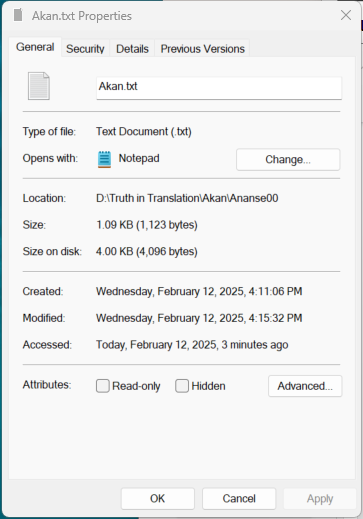 Akan.txt Properties
General Security Details Previous Versions
Akan.txt
Type of file: Text Document (.txt)
Opens with: Notepad Change...
Location: D:\Truth in Translation\Akan\Ananse00
Size: 1.09 KB (1,123 bytes)
Size on disk: 4.00 KB (4,096 bytes)
Created: Wednesday, February 12, 2025, 4:11:06 PM
Modified: Wednesday, February 12, 2025, 4:15:32 PM
Accessed: Today, February 12, 2025, 3 minutes ago
Attributes: Read-only Hidden Advanced...
OK Cancel Apply